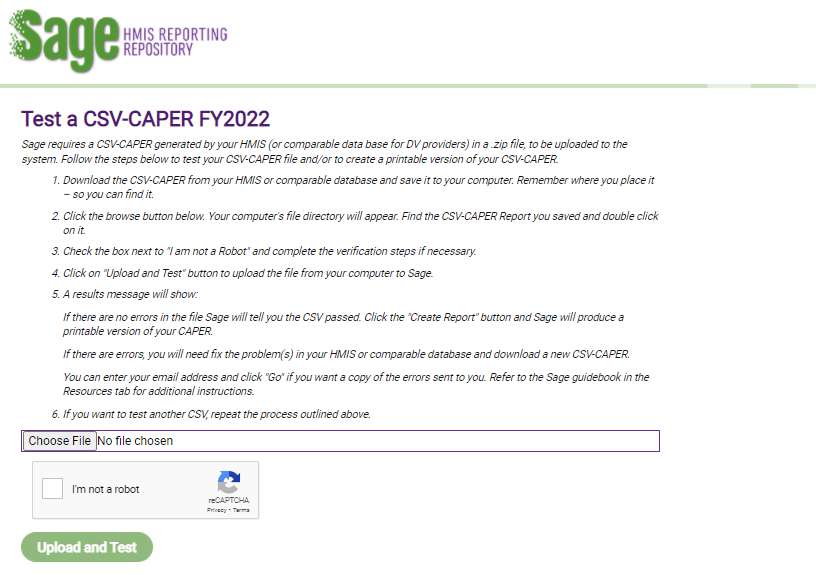 Sage HMIS REPORTING
REPOSITORY
Test a CSV-CAPER FY2022
Sage requires a CSV-CAPER generated by your HMIS (or comparable data base for DV providers) in a .zip file, to be uploaded to the
system. Follow the steps below to test your CSV-CAPER file and/or to create a printable version of your CSV-CAPER.
1. Download the CSV-CAPER from your HMIS or comparable database and save it to your computer. Remember where you place it
– so you can find it.
2. Click the browse button below. Your computer's file directory will appear. Find the CSV-CAPER Report you saved and double click
on it.
3. Check the box next to "I am not a Robot" and complete the verification steps if necessary.
4. Click on "Upload and Test" button to upload the file from your computer to Sage.
5. A results message will show:
If there are no errors in the file Sage will tell you the CSV passed. Click the "Create Report" button and Sage will produce a
printable version of your CAPER.
If there are errors, you will need fix the problem(s) in your HMIS or comparable database and download a new CSV-CAPER.
You can enter your email address and click "Go" if you want a copy of the errors sent to you. Refer to the Sage guidebook in the
Resources tab for additional instructions.
6. If you want to test another CSV, repeat the process outlined above.
Choose File No file chosen
I'm not a robot
reCAPTCHA
Privacy - Terms
Upload and Test